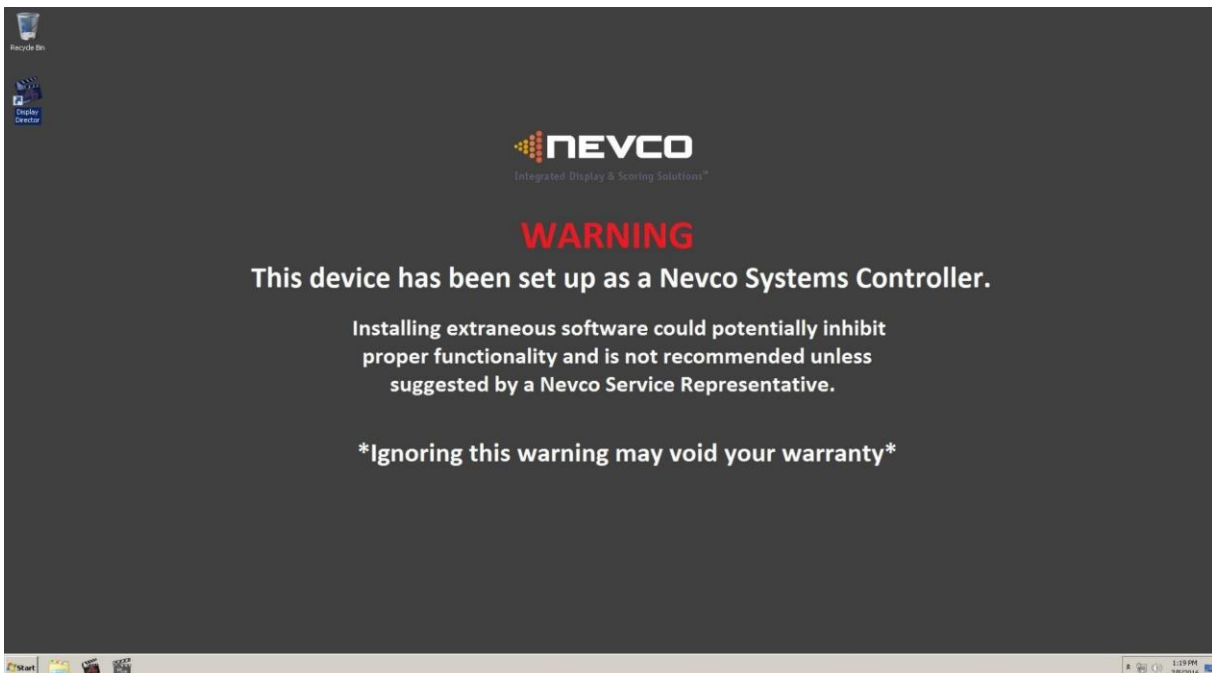 Recycle Bin
Display
Director
NEVCO
Integrated Display & Scoring Solutions™
WARNING
This device has been set up as a Nevco Systems Controller.
Installing extraneous software could potentially inhibit
proper functionality and is not recommended unless
suggested by a Nevco Service Representative.
*Ignoring this warning may void your warranty*
Start
1:19 PM